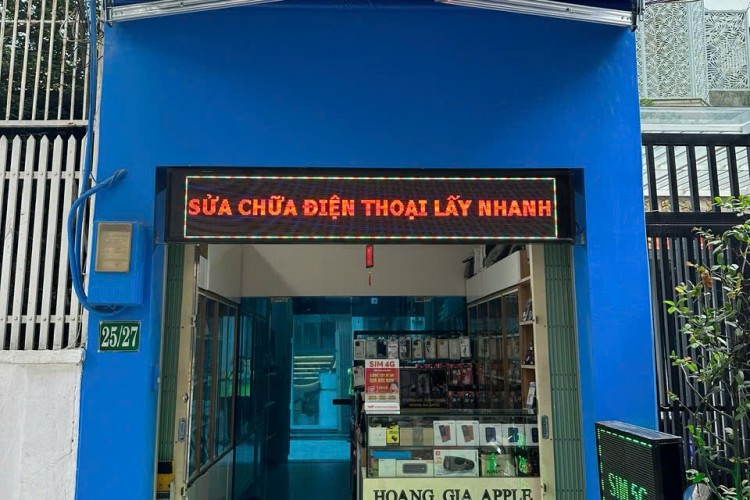 SỬA CHỮA ĐIỆN THOẠI LẤY NHANH
25/27
SIM 4G
HOANG GIA APPLE
SIM 5G